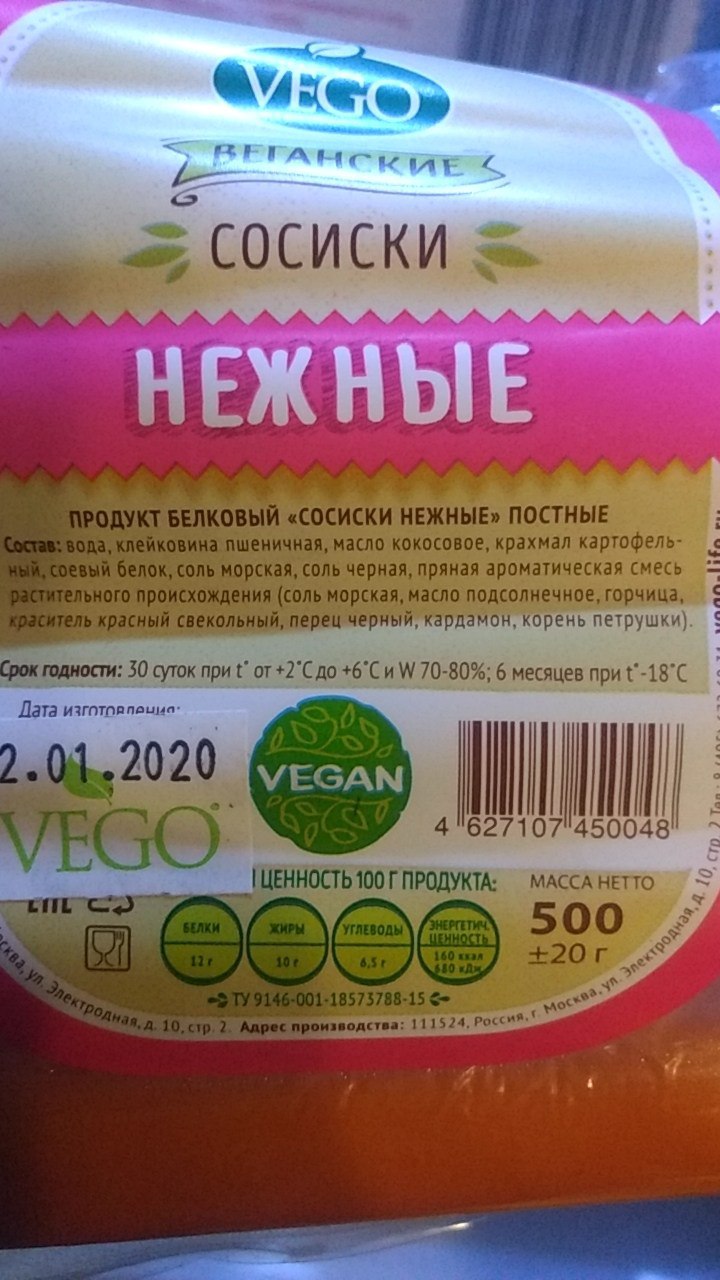 VEGO
ВЕГАНСКИЕ
СОСИСКИ
НЕЖНЫЕ
ПРОДУКТ БЕЛКОВЫЙ «СОСИСКИ НЕЖНЫЕ» ПОСТНЫЕ
Состав: вода, клейковина пшеничная, масло кокосовое, крахмал картофель-
ный, соевый белок, соль морская, соль черная, пряная ароматическая смесь
растительного происхождения (соль морская, масло подсолнечное, горчица,
краситель красный свекольный, перец черный, кардамон, корень петрушки).
Срок годности: 30 суток при t° от +2°С до +6°С и W 70-80%; 6 месяцев при t°-18°С
Дата изготовления:
2.01.2020
VEGO
VEGAN
4 627107 450048
ЦЕННОСТЬ 100 Г ПРОДУКТА:
МАССА НЕТТО
500
±20 г
БЕЛКИ
12 г
ЖИРЫ
10 г
УГЛЕВОДЫ
6,5 г
ЭНЕРГЕТИЧ.
ЦЕННОСТЬ
160 ккал
680 кДж
ТУ 9146-001-18573788-15
ул. Электродная, д. 10, стр. 2. Адрес производства: 111524, Россия, г. Москва, ул. Электродная, д. 10, стр. 2